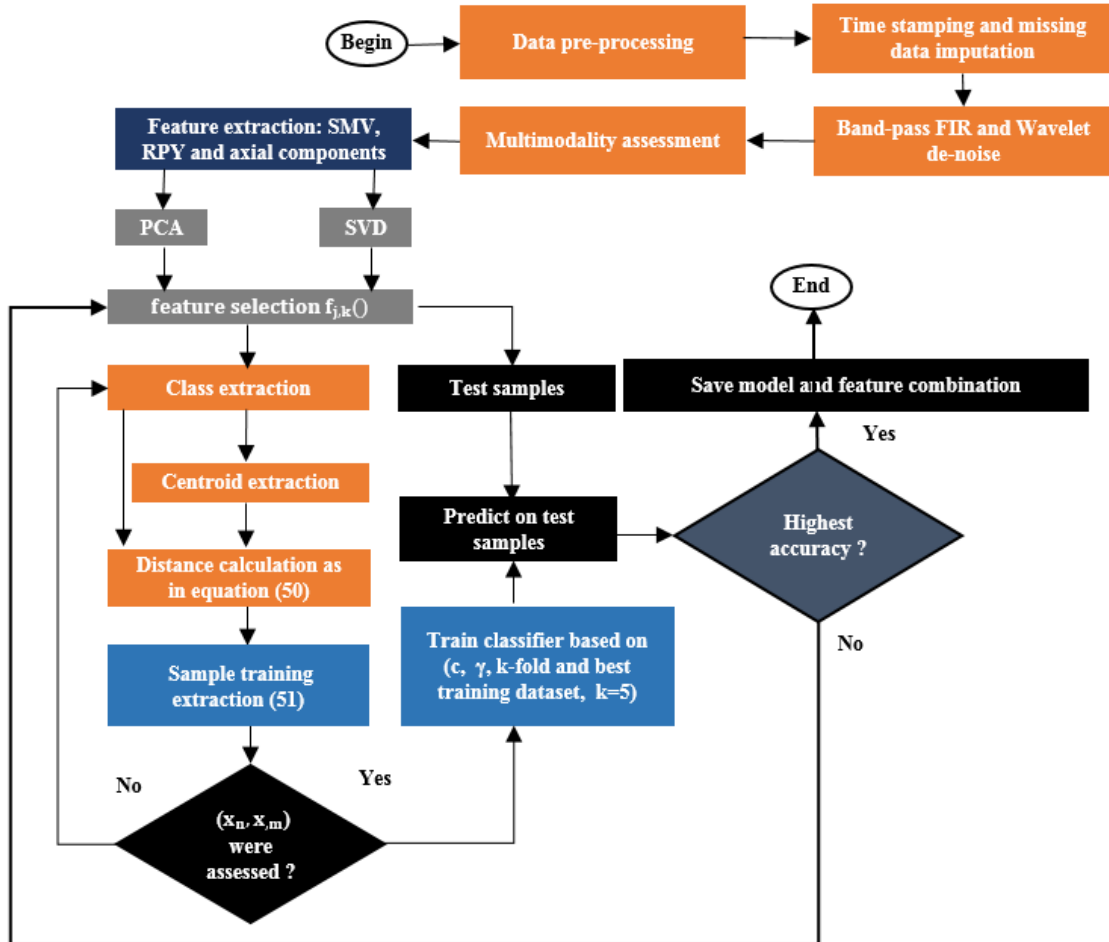 Begin
Data pre-processing
Time stamping and missing
data imputation
Band-pass FIR and Wavelet
de-noise
Multimodality assessment
Feature extraction: SMV,
RPY and axial components
PCA
SVD
feature selection fj,k()
Class extraction
Centroid extraction
Distance calculation as
in equation (50)
Sample training
extraction (51)
(xn, x,m)
were
assessed ?
No
Yes
Train classifier based on
(c, γ, k-fold and best
training dataset, k=5)
Test samples
Predict on test
samples
Highest
accuracy ?
Yes
No
Save model and feature combination
End